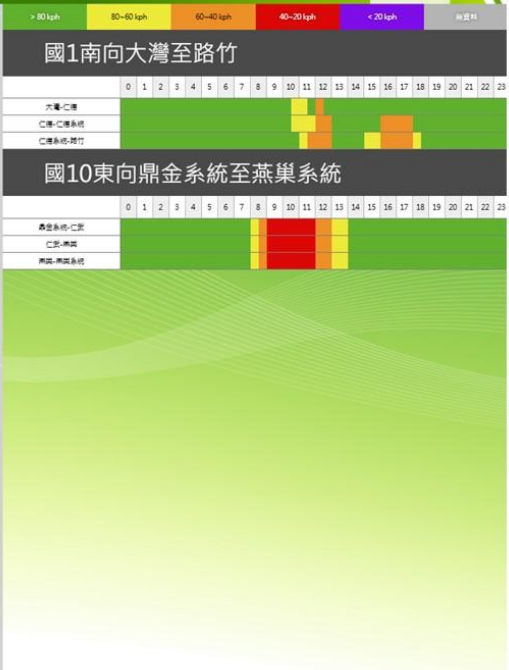 > 80 kph 80~60 kph 60~40 kph 40~20 kph < 20 kph 無資料
國1南向大灣至路竹
0 1 2 3 4 5 6 7 8 9 10 11 12 13 14 15 16 17 18 19 20 21 22 23
大灣-仁德
仁德-仁德系統
仁德系統-路竹
國10東向鼎金系統至燕巢系統
0 1 2 3 4 5 6 7 8 9 10 11 12 13 14 15 16 17 18 19 20 21 22 23
鼎金系統-仁武
仁武-燕巢
燕巢-燕巢系統